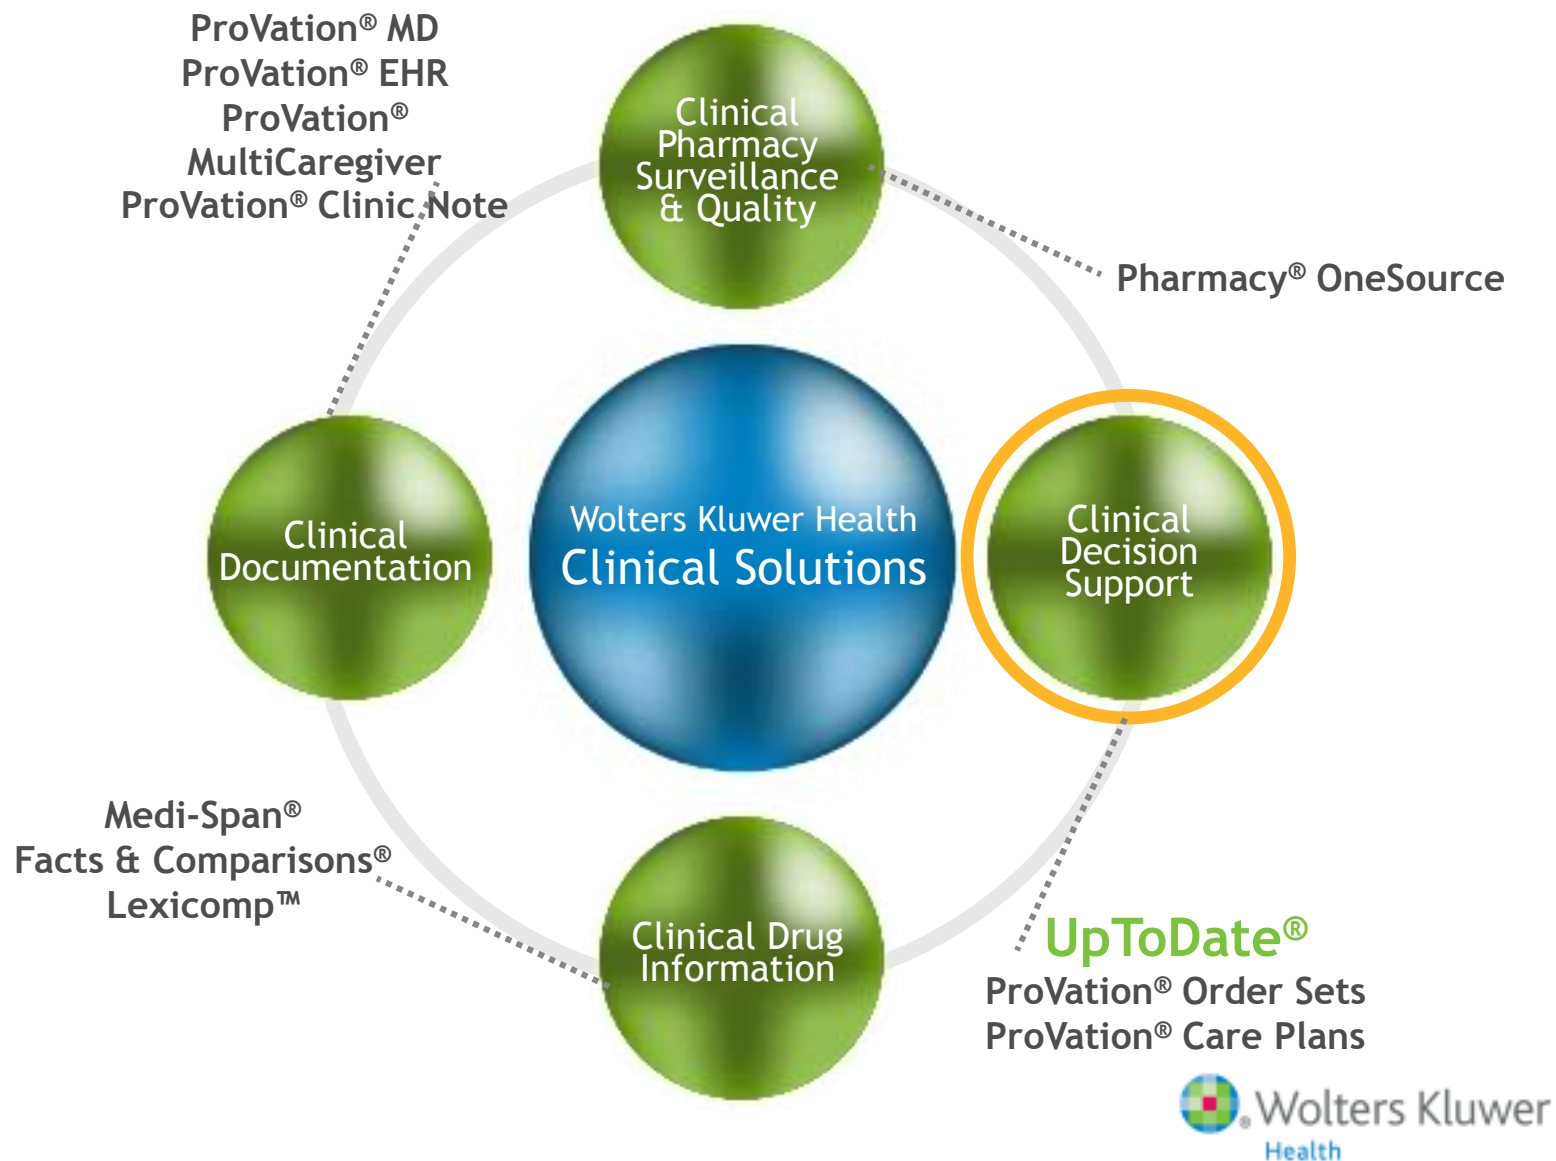 ProVation® MD
ProVation® EHR
ProVation®
MultiCaregiver
ProVation® Clinic Note
Clinical
Pharmacy
Surveillance
& Quality
Pharmacy® OneSource
Clinical
Documentation
Wolters Kluwer Health
Clinical Solutions
Clinical
Decision
Support
Medi-Span®
Facts & Comparisons®
Lexicomp™
Clinical Drug
Information
UpToDate®
ProVation® Order Sets
ProVation® Care Plans
® Wolters Kluwer
Health